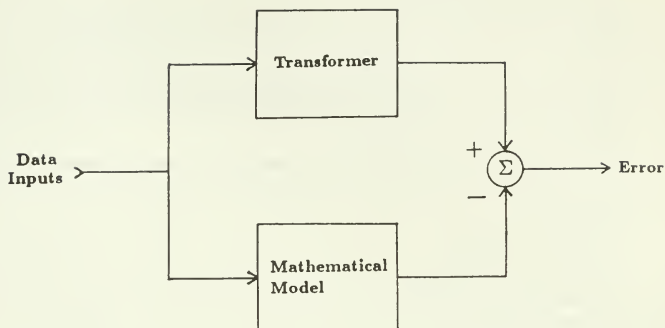 Transformer
Data
Inputs
+
Σ
Error
−
Mathematical
Model